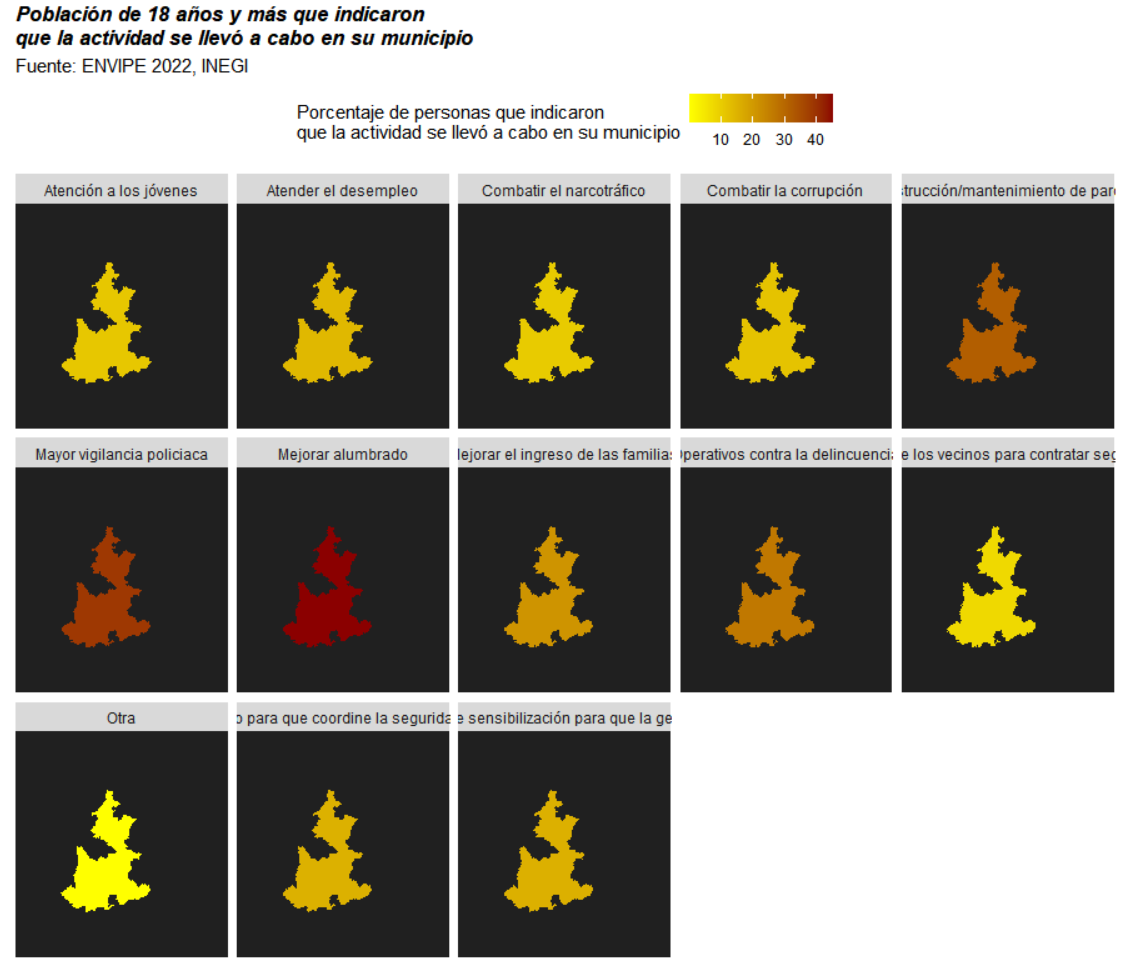 Población de 18 años y más que indicaron
que la actividad se llevó a cabo en su municipio
Fuente: ENVIPE 2022, INEGI
Porcentaje de personas que indicaron
que la actividad se llevó a cabo en su municipio
10 20 30 40
Atención a los jóvenes
Atender el desempleo
Combatir el narcotráfico
Combatir la corrupción
strucción/mantenimiento de par
Mayor vigilancia policiaca
Mejorar alumbrado
lejorar el ingreso de las familia
perativos contra la delincuenci
e los vecinos para contratar seg
Otra
o para que coordine la segurida
e sensibilización para que la ge